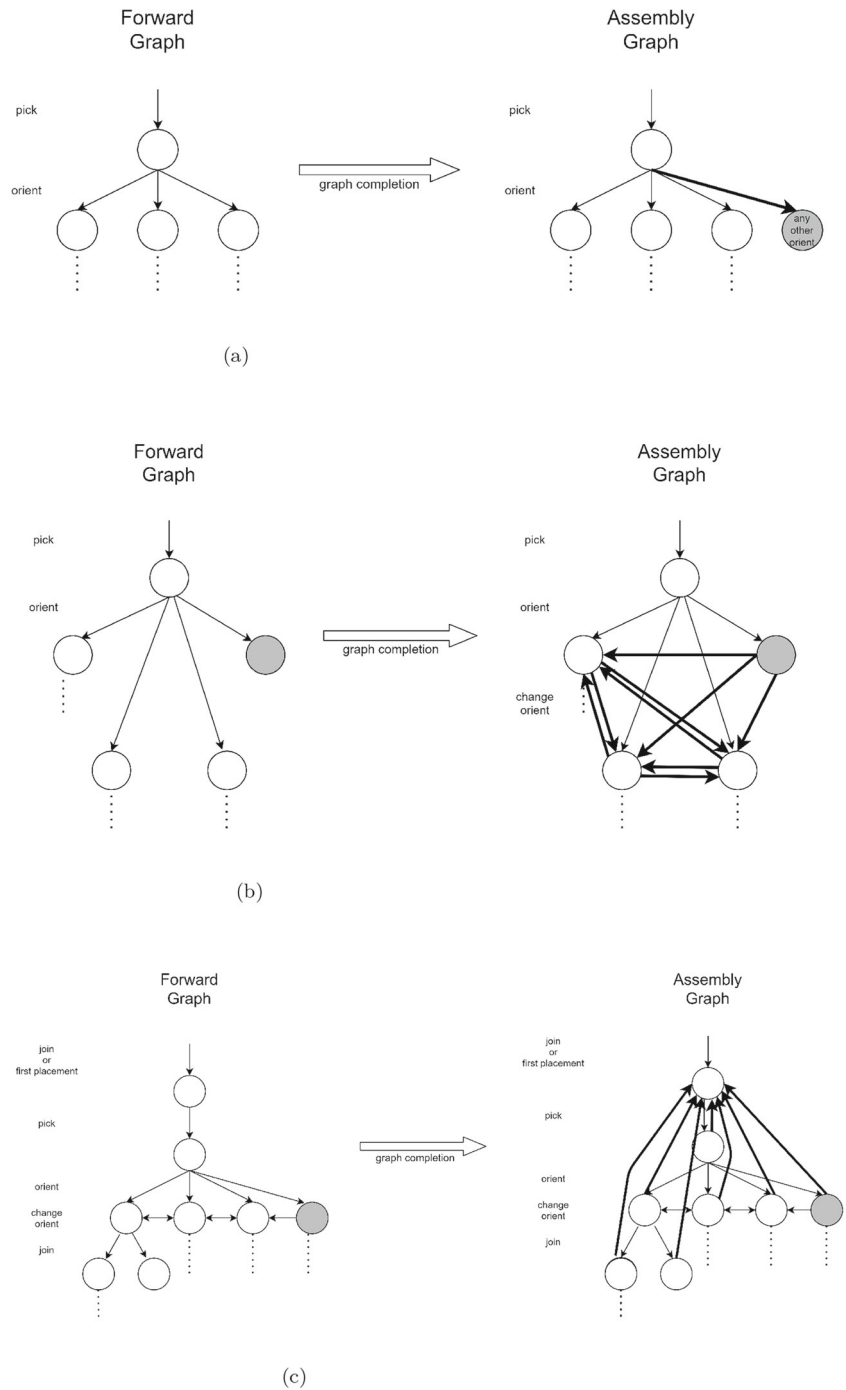 Forward
Graph
Assembly
Graph
pick
pick
orient
graph completion
orient
any
other
orient
(a)
Forward
Graph
Assembly
Graph
pick
pick
orient
orient
graph completion
change
orient
(b)
Forward
Graph
Assembly
Graph
join
or
first placement
join
or
first placement
pick
pick
graph completion
orient
orient
change
orient
change
orient
join
join
(c)